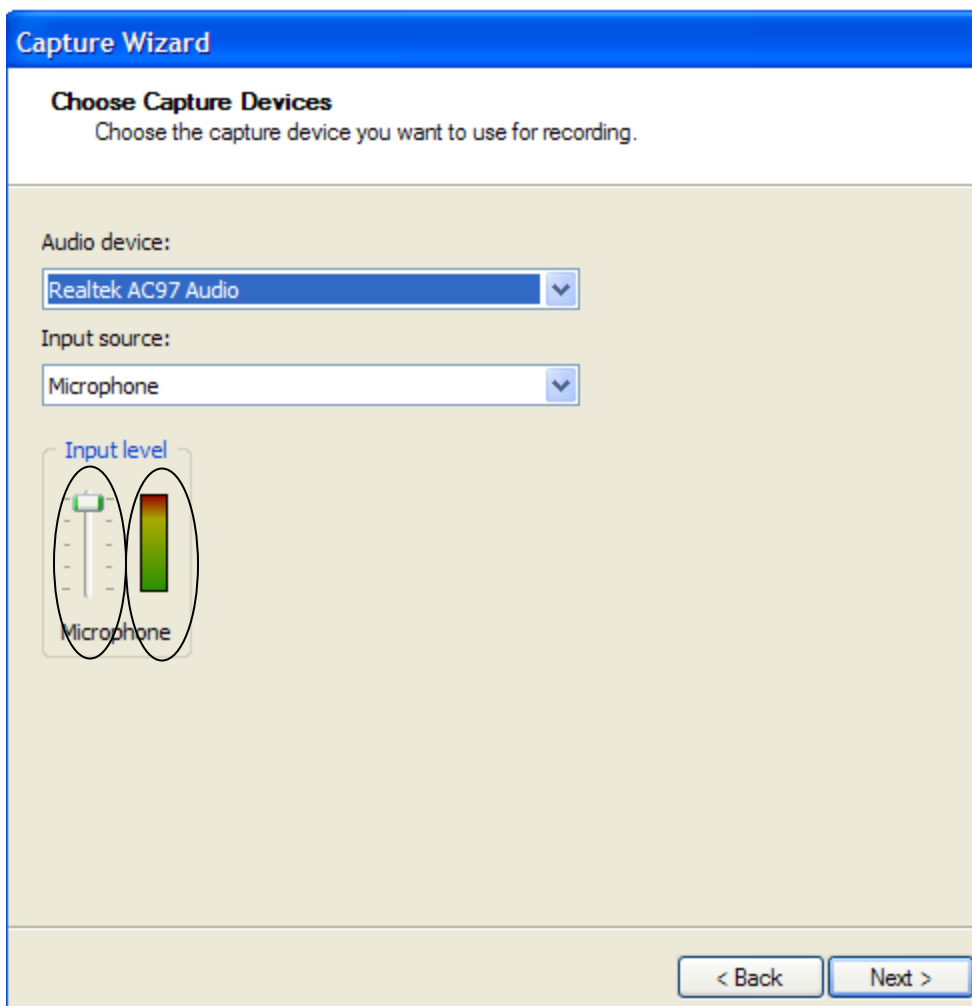 Capture Wizard
Choose Capture Devices
Choose the capture device you want to use for recording.
Audio device:
Realtek AC97 Audio
Input source:
Microphone
Input level
Microphone
< Back Next >